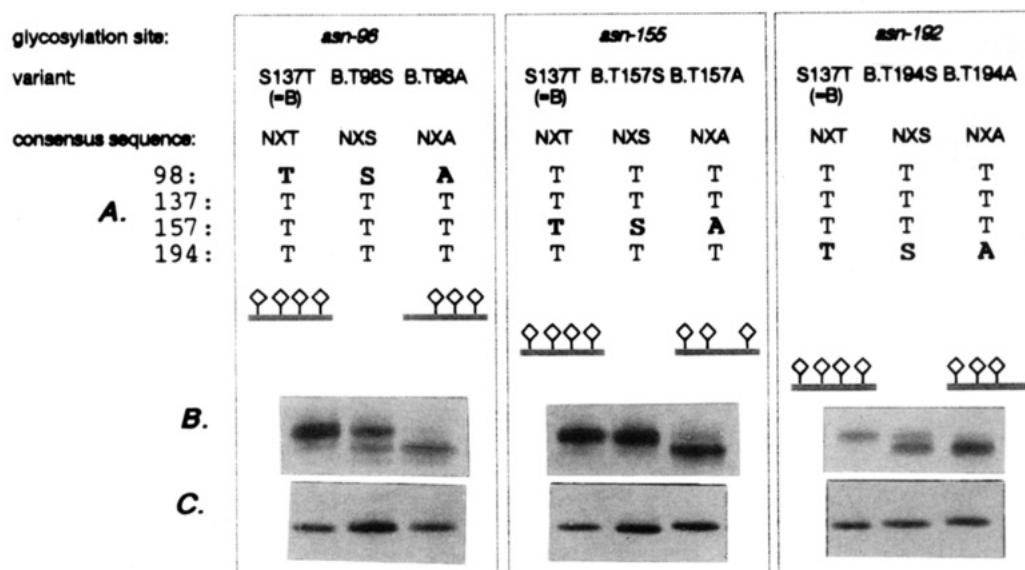 glycosylation site: asn-96 asn-155 asn-192
variant: S137T B.T98S B.T98A S137T B.T157S B.T157A S137T B.T194S B.T194A
(=B) (=B) (=B)
consensus sequence: NXT NXS NXA NXT NXS NXA NXT NXS NXA
98: T S A T T T T T T
A. 137: T T T T T T T T T
157: T T T T S A T T T
194: T T T T T T T S A
B.
C.